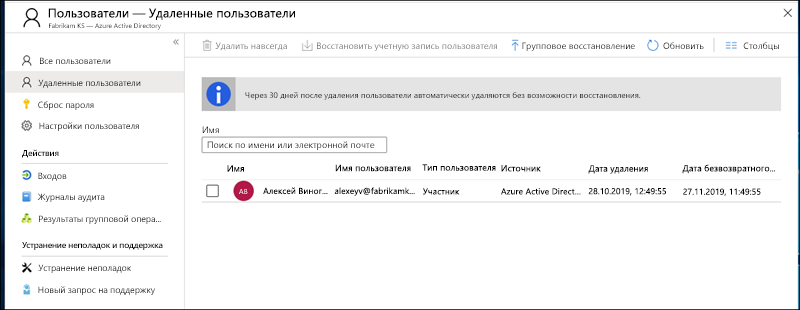 Пользователи — Удаленные пользователи
Fabrikam KS — Azure Active Directory
Все пользователи
Удаленные пользователи
Сброс пароля
Настройки пользователя
Действия
Входов
Журналы аудита
Результаты групповой опера...
Устранение неполадок и поддержка
Устранение неполадок
Новый запрос на поддержку
Удалить навсегда Восстановить учетную запись пользователя Групповое восстановление Обновить Столбцы
Через 30 дней после удаления пользователи автоматически удаляются без возможности восстановления.
Имя
Поиск по имени или электронной почте
Имя Имя пользователя Тип пользователя Источник Дата удаления Дата безвозвратного...
АВ Алексей Виног... alexeyv@fabrikamk... Участник Azure Active Direct... 28.10.2019, 12:49:55 27.11.2019, 11:49:55